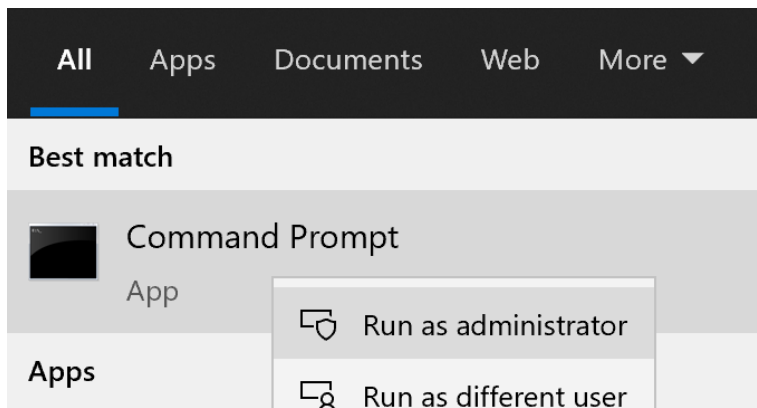 All Apps Documents Web More
Best match
Command Prompt
App
Run as administrator
Apps
Run as different user